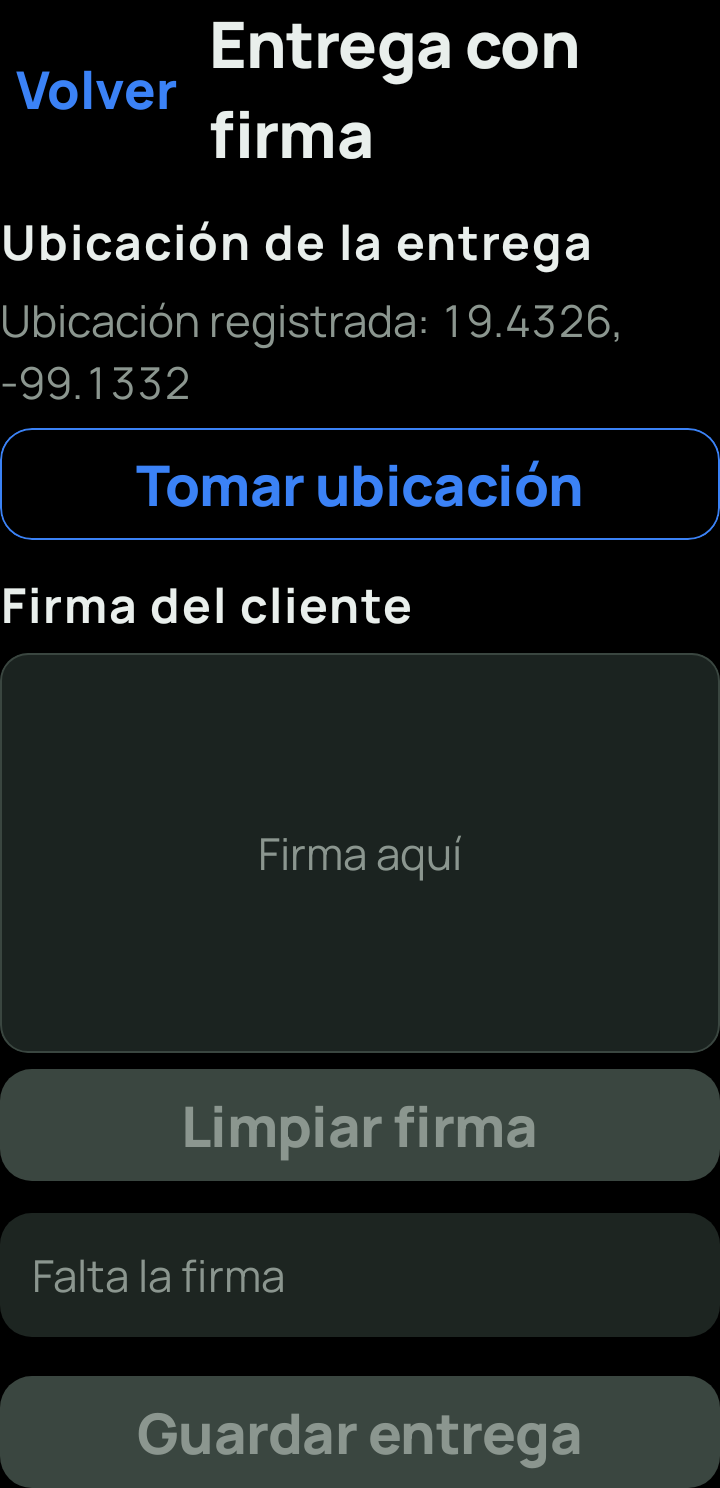 Volver
Entrega con
firma
Ubicación de la entrega
Ubicación registrada: 19.4326,
-99.1332
Tomar ubicación
Firma del cliente
Firma aquí
Limpiar firma
Falta la firma
Guardar entrega